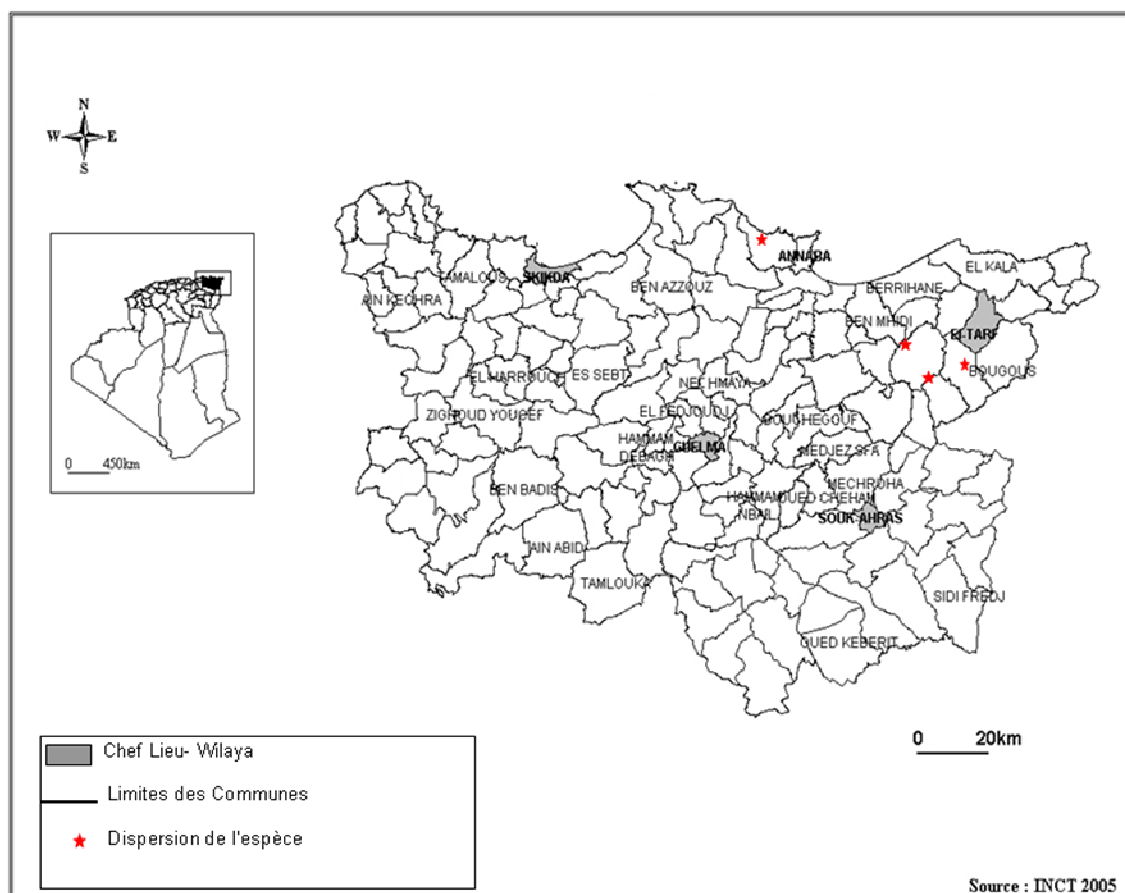 N
W E
S
0 450km
ANNABA
EL KALA
TAMALOUS
SKIKDA
BEN AZZOUZ
BERRIHANE
AIN KECHRA
BEN MHIDI
El-TARF
BOUGOUS
EL HARROUCH
ES SEBT
NECHMAYA
ZIGHOUD YOUCEF
EL FEDJOUDJ
BOUCHEGOUF
HAMMAM
DEBAGH
GUELMA
MEDJEZ SFA
BEN BADIS
MECHROHA
HAMMAM
NBAIL
OUED CHEHAM
SOUK AHRAS
AIN ABID
TAMLOUKA
SIDI FREDJ
OUED KEBERIT
0 20km
Chef Lieu- Wilaya
Limites des Communes
Dispersion de l'espèce
Source : INCT 2005